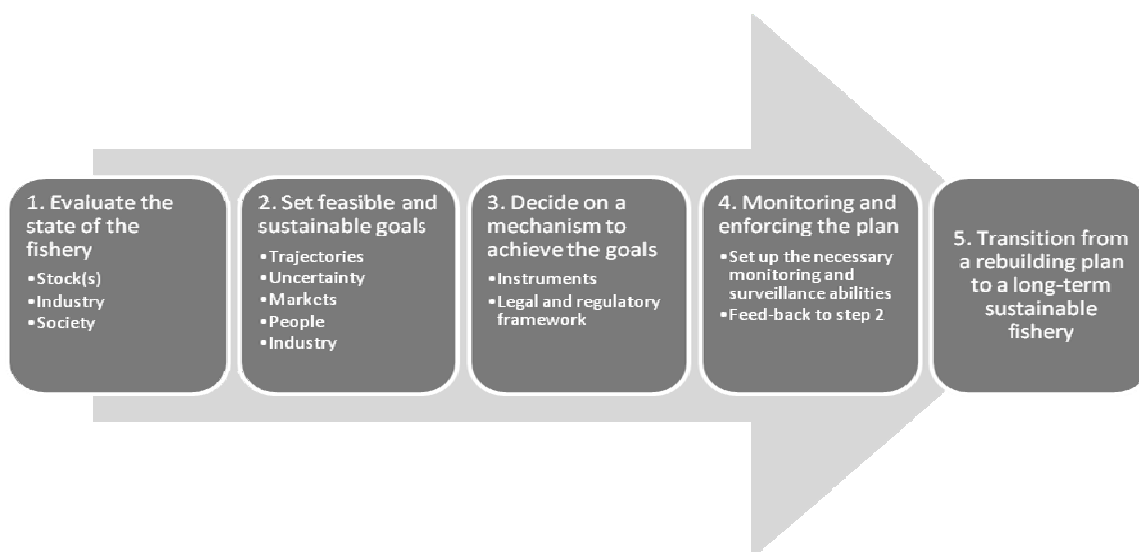 1. Evaluate the
state of the
fishery
•Stock(s)
•Industry
•Society
2. Set feasible and
sustainable goals
•Trajectories
•Uncertainty
•Markets
•People
•Industry
3. Decide on a
mechanism to
achieve the goals
•Instruments
•Legal and regulatory
framework
4. Monitoring and
enforcing the plan
•Set up the necessary
monitoring and
surveillance abilities
•Feed-back to step 2
5. Transition from
a rebuilding plan
to a long-term
sustainable
fishery